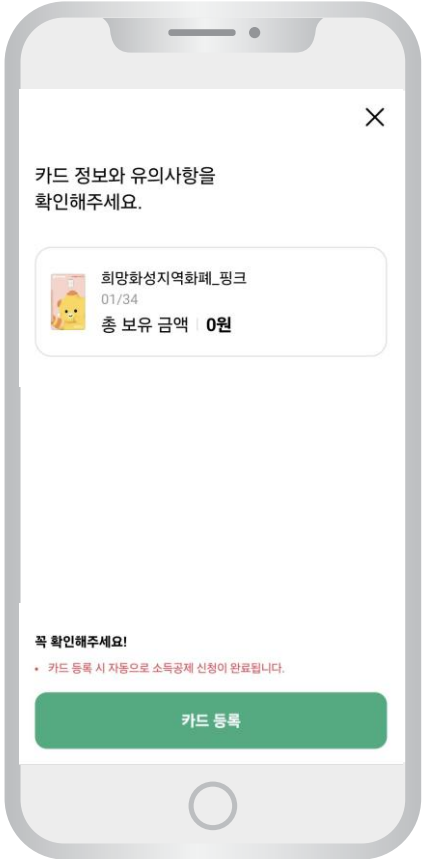 카드 정보와 유의사항을
확인해주세요.
희망화성지역화폐_핑크
01/34
총 보유 금액 | 0원
꼭 확인해주세요!
• 카드 등록 시 자동으로 소득공제 신청이 완료됩니다.
카드 등록